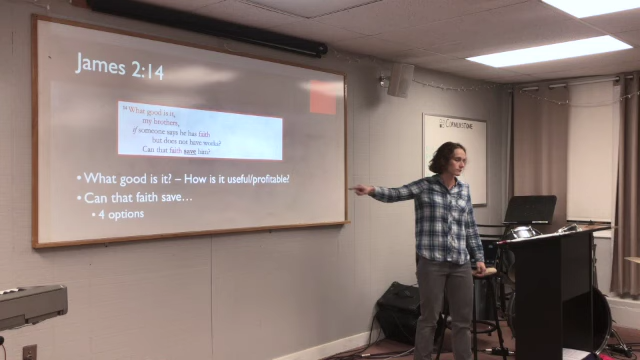 James 2:14
14 What good is it,
my brothers,
if someone says he has faith
but does not have works?
Can that faith save him?
• What good is it? – How is it useful/profitable?
• Can that faith save…
• 4 options
CORNERSTONE